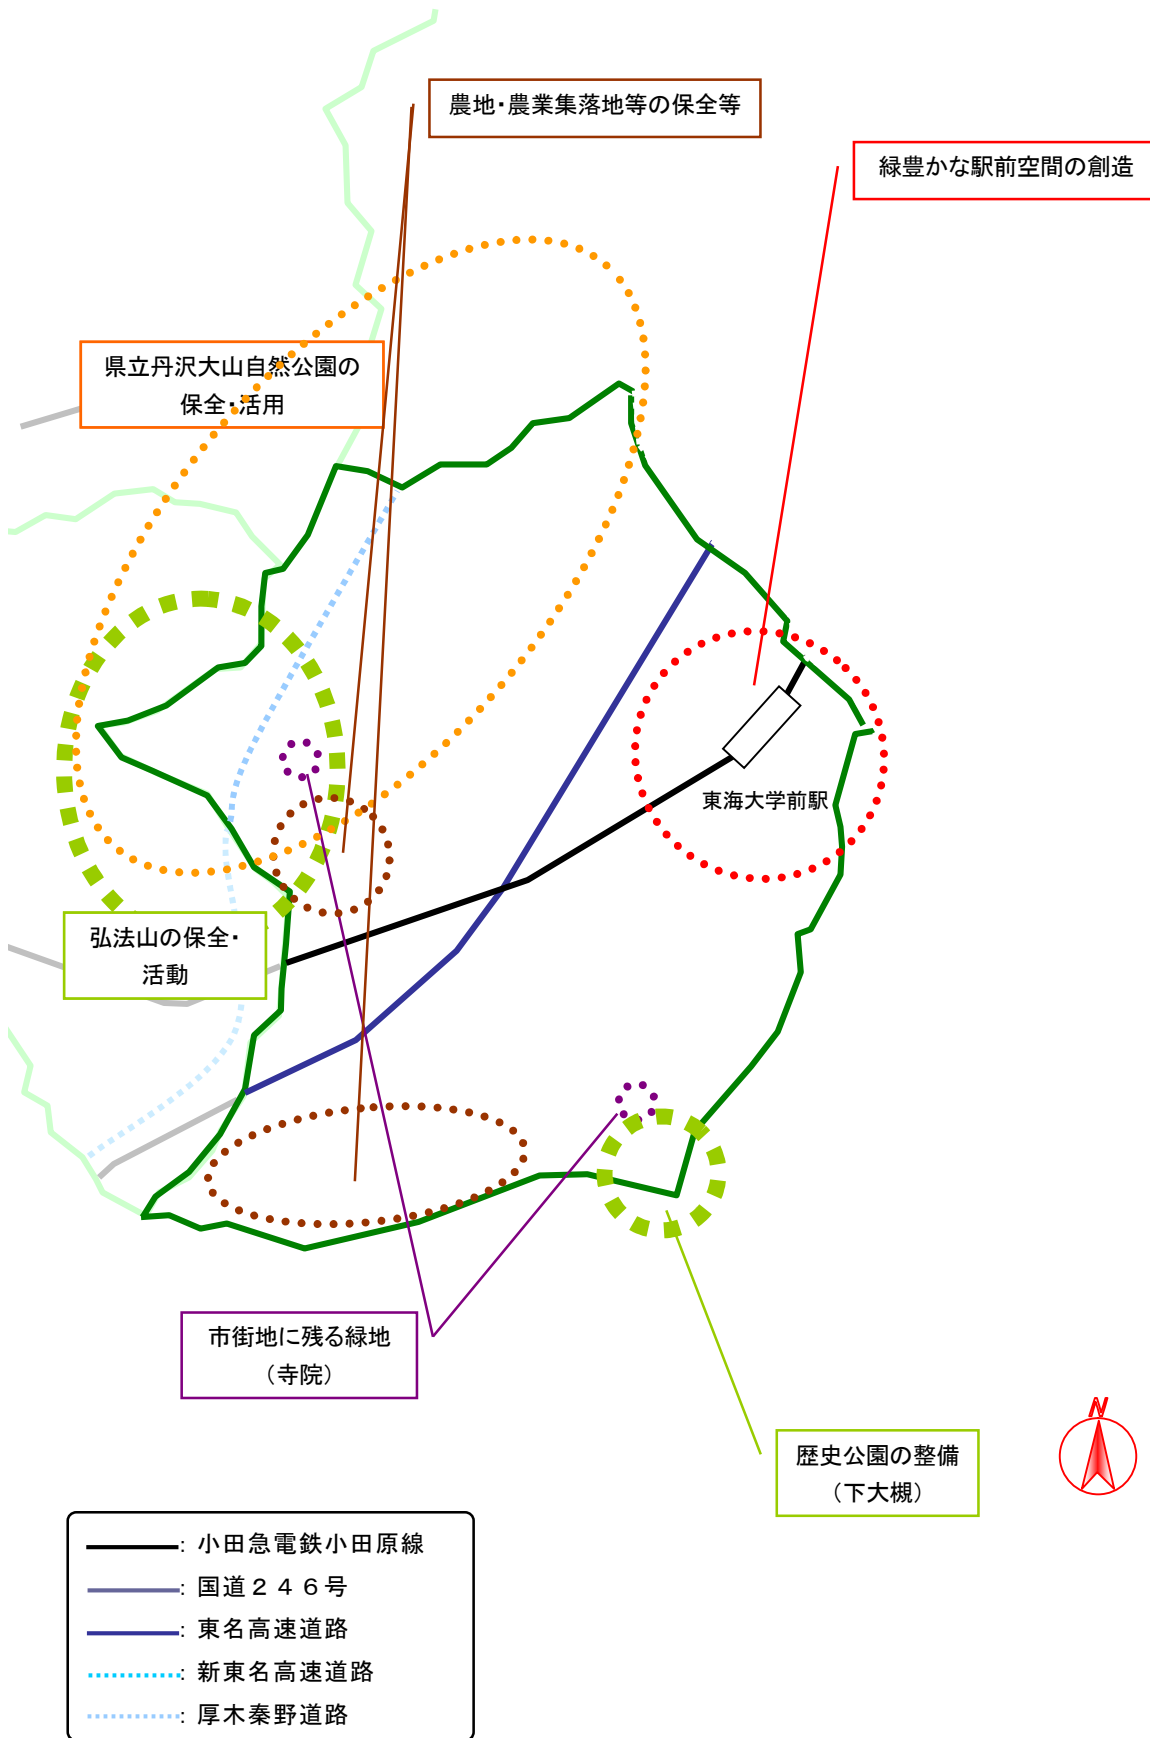 農地・農業集落地等の保全等
緑豊かな駅前空間の創造
県立丹沢大山自然公園の
保全・活用
東海大学前駅
弘法山の保全・
活動
市街地に残る緑地
（寺院）
N
歴史公園の整備
（下大槻）
：小田急電鉄小田原線
：国道２４６号
：東名高速道路
：新東名高速道路
：厚木秦野道路